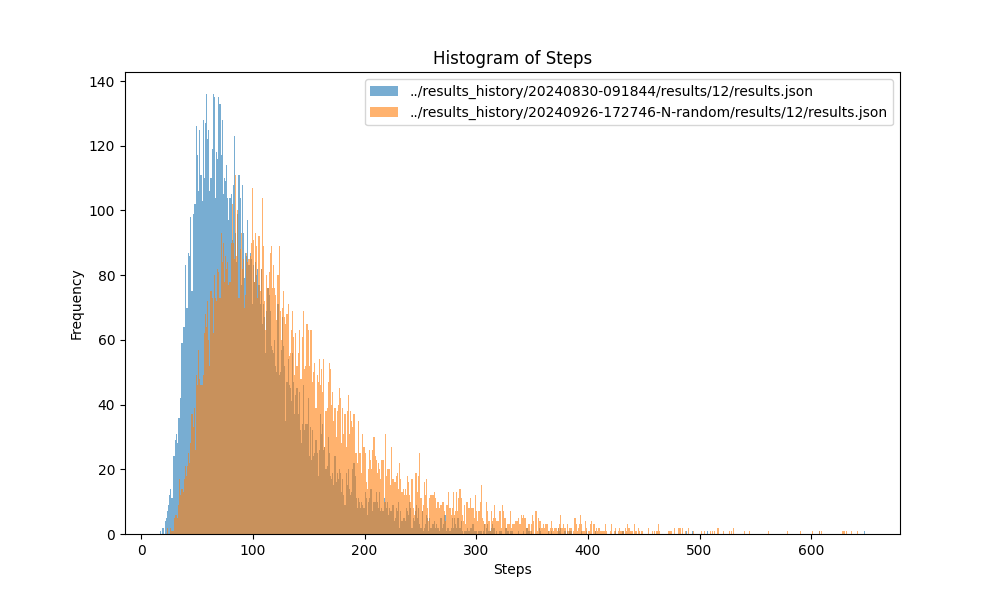 Histogram of Steps
../results_history/20240830-091844/results/12/results.json
../results_history/20240926-172746-N-random/results/12/results.json
140
120
100
80
60
40
20
0
Frequency
0 100 200 300 400 500 600
Steps